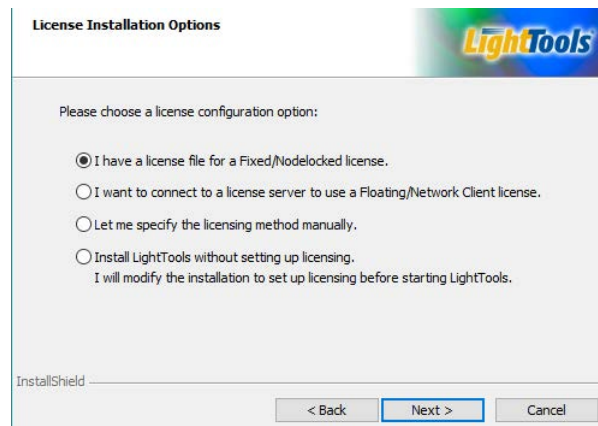 License Installation Options
LightTools
Please choose a license configuration option:
I have a license file for a Fixed/Nodelocked license.
I want to connect to a license server to use a Floating/Network Client license.
Let me specify the licensing method manually.
Install LightTools without setting up licensing.
I will modify the installation to set up licensing before starting LightTools.
InstallShield
< Back Next > Cancel